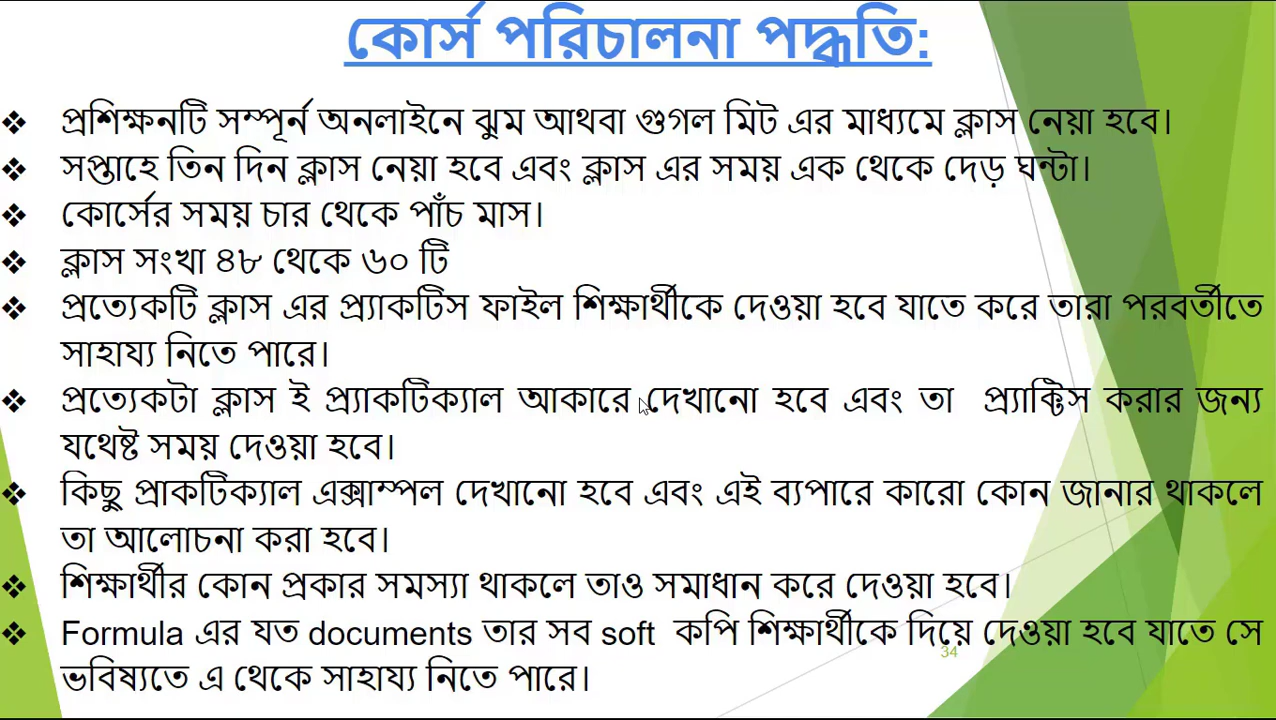 কোর্স পরিচালনা পদ্ধতি:
❖ প্রশিক্ষনটি সম্পূর্ন অনলাইনে ঝুম আথবা গুগল মিট এর মাধ্যমে ক্লাস নেয়া হবে।
❖ সপ্তাহে তিন দিন ক্লাস নেয়া হবে এবং ক্লাস এর সময় এক থেকে দেড় ঘন্টা।
❖ কোর্সের সময় চার থেকে পাঁচ মাস।
❖ ক্লাস সংখা ৪৮ থেকে ৬০ টি
❖ প্রত্যেকটি ক্লাস এর প্র্যাকটিস ফাইল শিক্ষার্থীকে দেওয়া হবে যাতে করে তারা পরবর্তীতে
সাহায্য নিতে পারে।
❖ প্রত্যেকটা ক্লাস ই প্র্যাকটিক্যাল আকারে দেখানো হবে এবং তা প্র্যাক্টিস করার জন্য
যথেষ্ট সময় দেওয়া হবে।
❖ কিছু প্রাকটিক্যাল এক্সাম্পল দেখানো হবে এবং এই ব্যপারে কারো কোন জানার থাকলে
তা আলোচনা করা হবে।
❖ শিক্ষার্থীর কোন প্রকার সমস্যা থাকলে তাও সমাধান করে দেওয়া হবে।
❖ Formula এর যত documents তার সব soft কপি শিক্ষার্থীকে দিয়ে দেওয়া হবে যাতে সে
ভবিষ্যতে এ থেকে সাহায্য নিতে পারে।
34